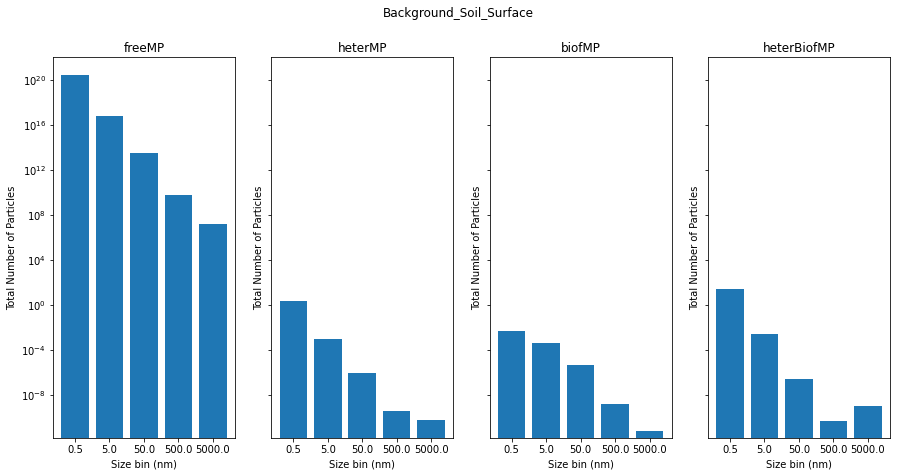 Background_Soil_Surface
freeMP
heterMP
biofMP
heterBiofMP
Total Number of Particles
10^20
10^16
10^12
10^8
10^4
10^0
10^−4
10^−8
0.5 5.0 50.0 500.0 5000.0
Size bin (nm)
Total Number of Particles
0.5 5.0 50.0 500.0 5000.0
Size bin (nm)
Total Number of Particles
0.5 5.0 50.0 500.0 5000.0
Size bin (nm)
Total Number of Particles
0.5 5.0 50.0 500.0 5000.0
Size bin (nm)